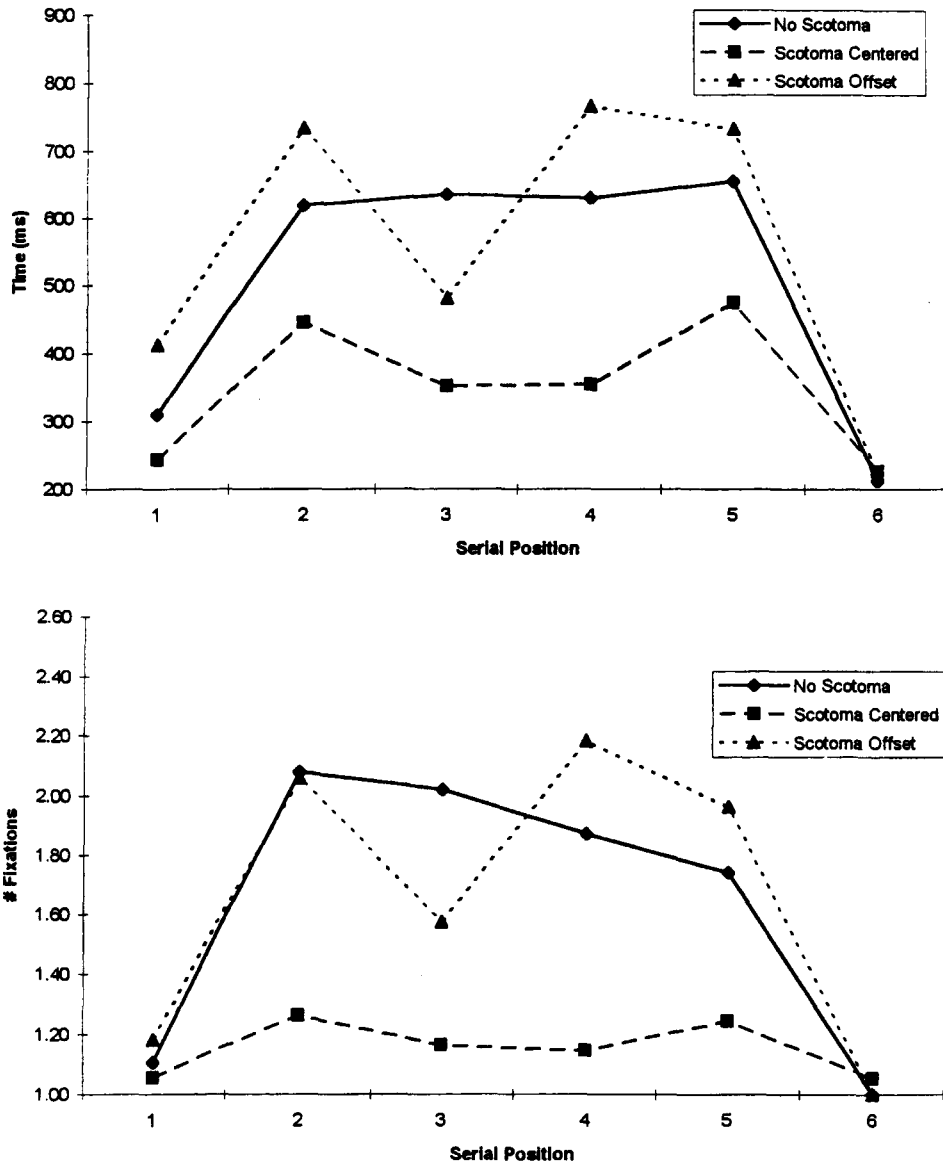 900
800
700
600
500
400
300
200
Time (ms)
No Scotoma
Scotoma Centered
Scotoma Offset
1 2 3 4 5 6
Serial Position
2.60
2.40
2.20
2.00
1.80
1.60
1.40
1.20
1.00
# Fixations
No Scotoma
Scotoma Centered
Scotoma Offset
1 2 3 4 5 6
Serial Position